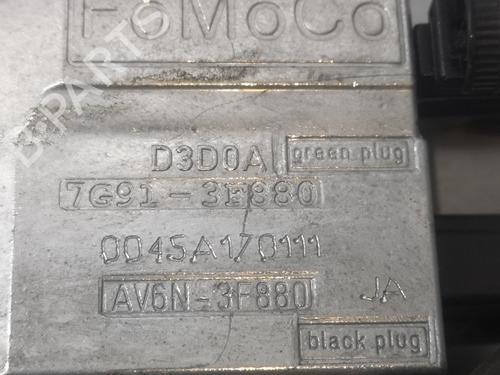 FoMoCo
D3D0A green plug
7G91-3F880
0045A170111
AV6N-3F880 JA
black plug
B-PARTS